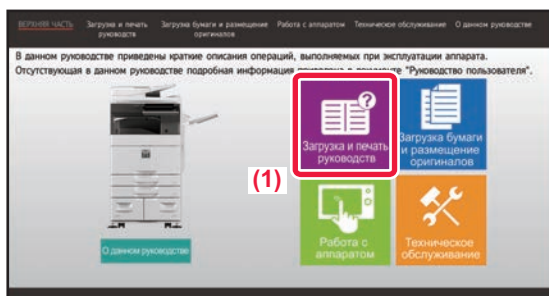 ВЕРХНЯЯ ЧАСТЬ
Загрузка и печать
руководств
Загрузка бумаги и размещение
оригиналов
Работа с аппаратом
Техническое обслуживание
О данном руководстве
В данном руководстве приведены краткие описания операций, выполняемых при эксплуатации аппарата.
Отсутствующая в данном руководстве подробная информация приведена в документе "Руководство пользователя".
Загрузка и печать
руководств
Загрузка бумаги
и размещение
оригиналов
(1)
О данном руководстве
Работа с
аппаратом
Техническое
обслуживание